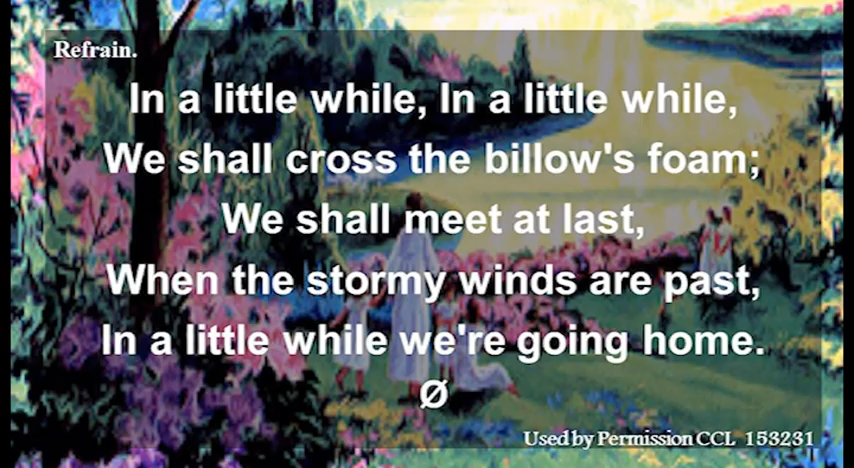 Refrain.
In a little while, In a little while,
We shall cross the billow's foam;
We shall meet at last,
When the stormy winds are past,
In a little while we're going home.
Ø
Used by Permission CCL 153231